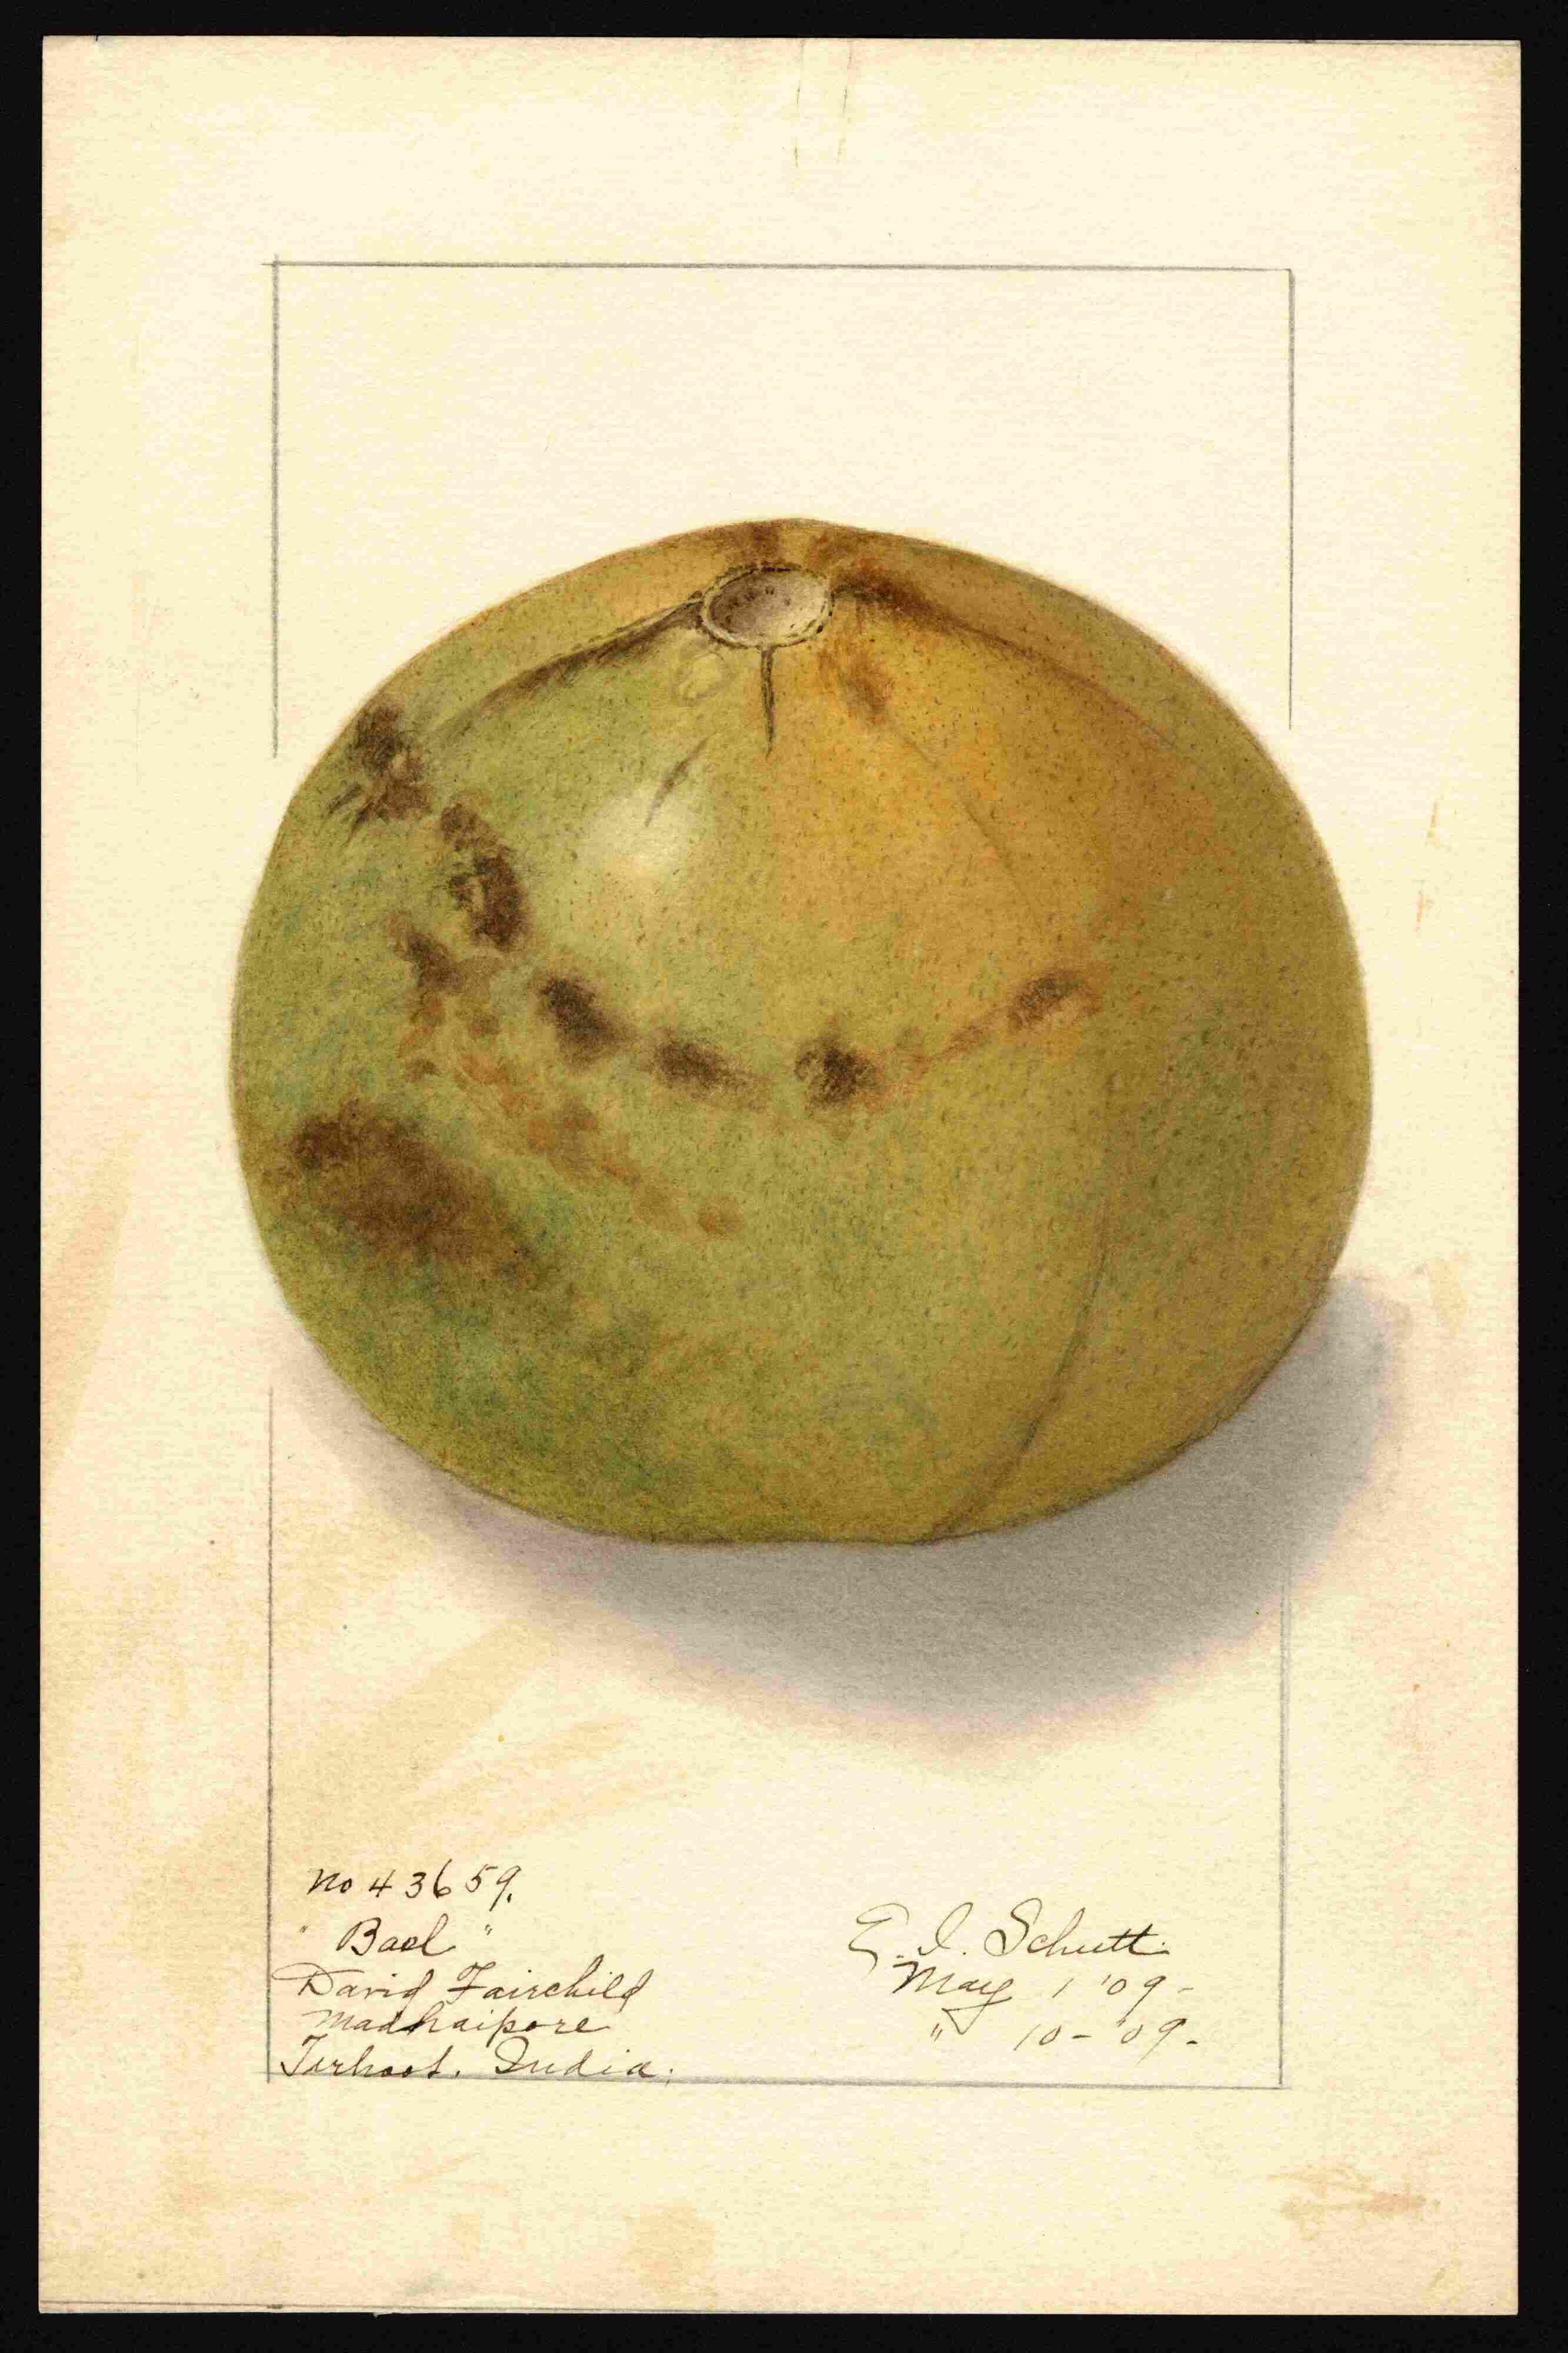 No 43659.
"Bael"
David Fairchild
Madhaipore
Tirhoot. India.
E. I. Schutt.
May 1 '09-
" 10-'09-